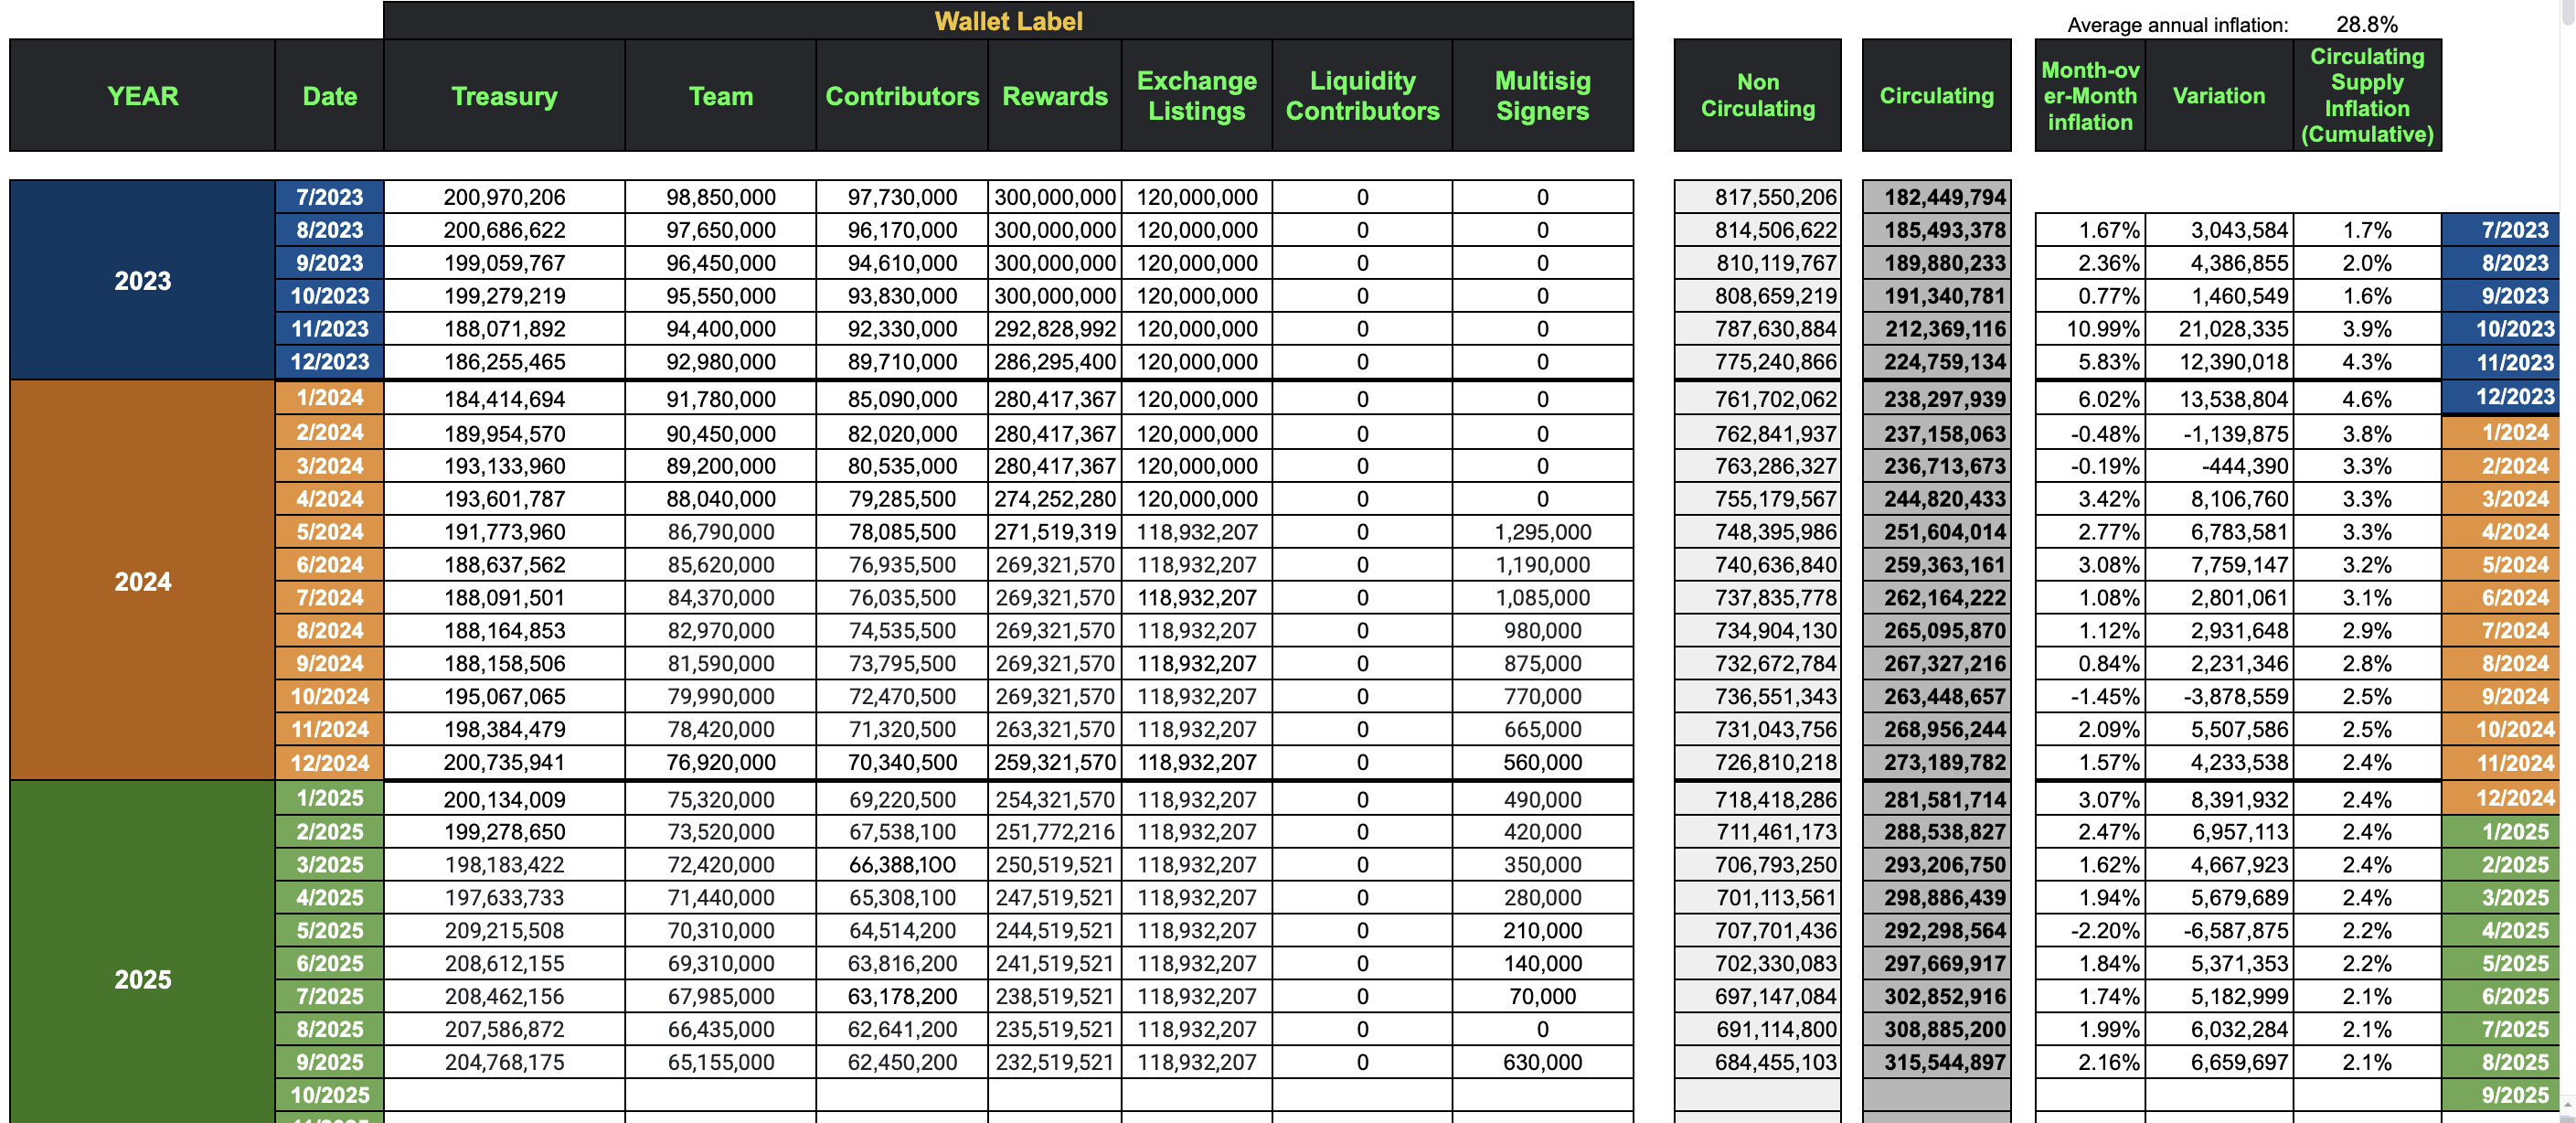 Wallet Label
Average annual inflation: 28.8%
YEAR Date Treasury Team Contributors Rewards Exchange Listings Liquidity Contributors Multisig Signers Non Circulating Circulating Month-over-Month inflation Variation Circulating Supply Inflation (Cumulative)
2023
7/2023 200,970,206 98,850,000 97,730,000 300,000,000 120,000,000 0 0 817,550,206 182,449,794
8/2023 200,686,622 97,650,000 96,170,000 300,000,000 120,000,000 0 0 814,506,622 185,493,378 1.67% 3,043,584 1.7% 7/2023
9/2023 199,059,767 96,450,000 94,610,000 300,000,000 120,000,000 0 0 810,119,767 189,880,233 2.36% 4,386,855 2.0% 8/2023
10/2023 199,279,219 95,550,000 93,830,000 300,000,000 120,000,000 0 0 808,659,219 191,340,781 0.77% 1,460,549 1.6% 9/2023
11/2023 188,071,892 94,400,000 92,330,000 292,828,992 120,000,000 0 0 787,630,884 212,369,116 10.99% 21,028,335 3.9% 10/2023
12/2023 186,255,465 92,980,000 89,710,000 286,295,400 120,000,000 0 0 775,240,866 224,759,134 5.83% 12,390,018 4.3% 11/2023
2024
1/2024 184,414,694 91,780,000 85,090,000 280,417,367 120,000,000 0 0 761,702,062 238,297,939 6.02% 13,538,804 4.6% 12/2023
2/2024 189,954,570 90,450,000 82,020,000 280,417,367 120,000,000 0 0 762,841,937 237,158,063 -0.48% -1,139,875 3.8% 1/2024
3/2024 193,133,960 89,200,000 80,535,000 280,417,367 120,000,000 0 0 763,286,327 236,713,673 -0.19% -444,390 3.3% 2/2024
4/2024 193,601,787 88,040,000 79,285,500 274,252,280 120,000,000 0 0 755,179,567 244,820,433 3.42% 8,106,760 3.3% 3/2024
5/2024 191,773,960 86,790,000 78,085,500 271,519,319 118,932,207 0 1,295,000 748,395,986 251,604,014 2.77% 6,783,581 3.3% 4/2024
6/2024 188,637,562 85,620,000 76,935,500 269,321,570 118,932,207 0 1,190,000 740,636,840 259,363,161 3.08% 7,759,147 3.2% 5/2024
7/2024 188,091,501 84,370,000 76,035,500 269,321,570 118,932,207 0 1,085,000 737,835,778 262,164,222 1.08% 2,801,061 3.1% 6/2024
8/2024 188,164,853 82,970,000 74,535,500 269,321,570 118,932,207 0 980,000 734,904,130 265,095,870 1.12% 2,931,648 2.9% 7/2024
9/2024 188,158,506 81,590,000 73,795,500 269,321,570 118,932,207 0 875,000 732,672,784 267,327,216 0.84% 2,231,346 2.8% 8/2024
10/2024 195,067,065 79,990,000 72,470,500 269,321,570 118,932,207 0 770,000 736,551,343 263,448,657 -1.45% -3,878,559 2.5% 9/2024
11/2024 198,384,479 78,420,000 71,320,500 263,321,570 118,932,207 0 665,000 731,043,756 268,956,244 2.09% 5,507,586 2.5% 10/2024
12/2024 200,735,941 76,920,000 70,340,500 259,321,570 118,932,207 0 560,000 726,810,218 273,189,782 1.57% 4,233,538 2.4% 11/2024
2025
1/2025 200,134,009 75,320,000 69,220,500 254,321,570 118,932,207 0 490,000 718,418,286 281,581,714 3.07% 8,391,932 2.4% 12/2024
2/2025 199,278,650 73,520,000 67,538,100 251,772,216 118,932,207 0 420,000 711,461,173 288,538,827 2.47% 6,957,113 2.4% 1/2025
3/2025 198,183,422 72,420,000 66,388,100 250,519,521 118,932,207 0 350,000 706,793,250 293,206,750 1.62% 4,667,923 2.4% 2/2025
4/2025 197,633,733 71,440,000 65,308,100 247,519,521 118,932,207 0 280,000 701,113,561 298,886,439 1.94% 5,679,689 2.4% 3/2025
5/2025 209,215,508 70,310,000 64,514,200 244,519,521 118,932,207 0 210,000 707,701,436 292,298,564 -2.20% -6,587,875 2.2% 4/2025
6/2025 208,612,155 69,310,000 63,816,200 241,519,521 118,932,207 0 140,000 702,330,083 297,669,917 1.84% 5,371,353 2.2% 5/2025
7/2025 208,462,156 67,985,000 63,178,200 238,519,521 118,932,207 0 70,000 697,147,084 302,852,916 1.74% 5,182,999 2.1% 6/2025
8/2025 207,586,872 66,435,000 62,641,200 235,519,521 118,932,207 0 0 691,114,800 308,885,200 1.99% 6,032,284 2.1% 7/2025
9/2025 204,768,175 65,155,000 62,450,200 232,519,521 118,932,207 0 630,000 684,455,103 315,544,897 2.16% 6,659,697 2.1% 8/2025
10/2025 9/2025